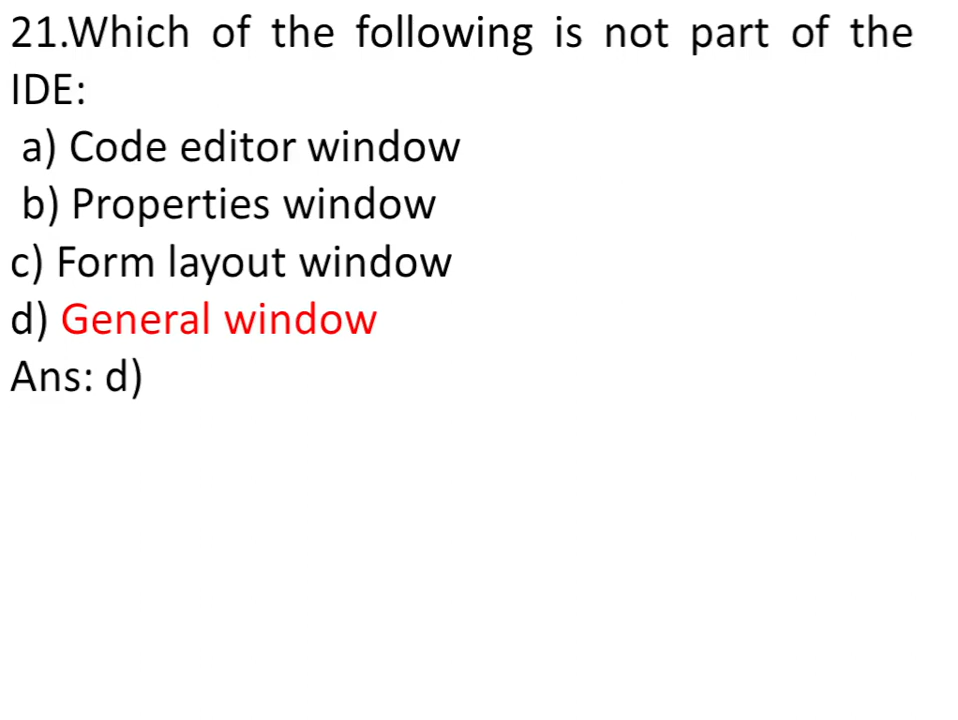 21.Which of the following is not part of the
IDE:
a) Code editor window
b) Properties window
c) Form layout window
d) General window
Ans: d)